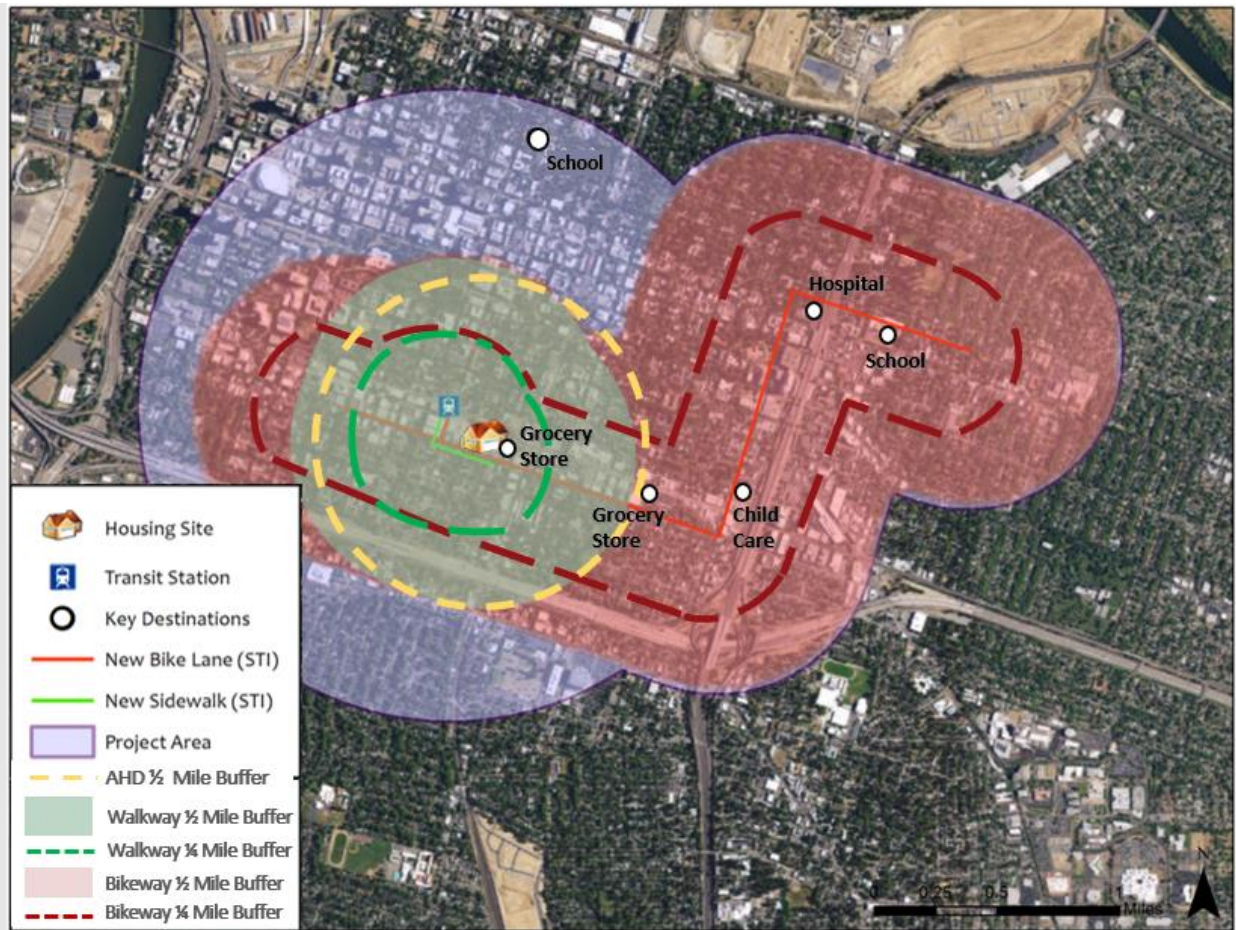 School
Hospital
School
Grocery
Store
Grocery
Store
Child
Care
Housing Site
Transit Station
Key Destinations
New Bike Lane (STI)
New Sidewalk (STI)
Project Area
AHD ½ Mile Buffer
Walkway ½ Mile Buffer
Walkway ¼ Mile Buffer
Bikeway ½ Mile Buffer
Bikeway ¼ Mile Buffer
0 0.25 0.5 1
Miles
N